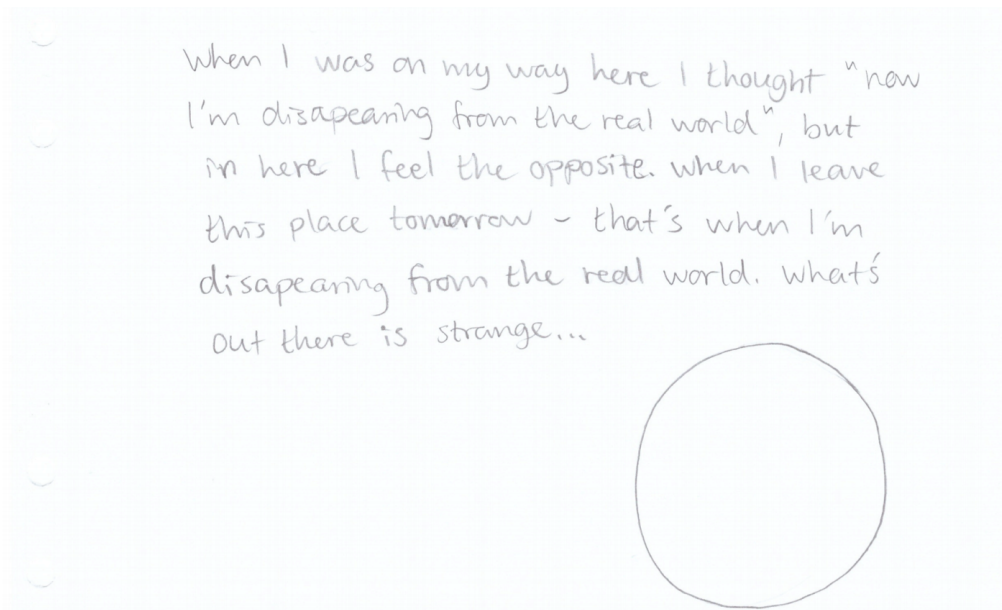 When I was on my way here I thought "now
I'm disapearing from the real world", but
in here I feel the opposite. When I leave
this place tomorrow - that's when I'm
disapearing from the real world. What's
out there is strange...